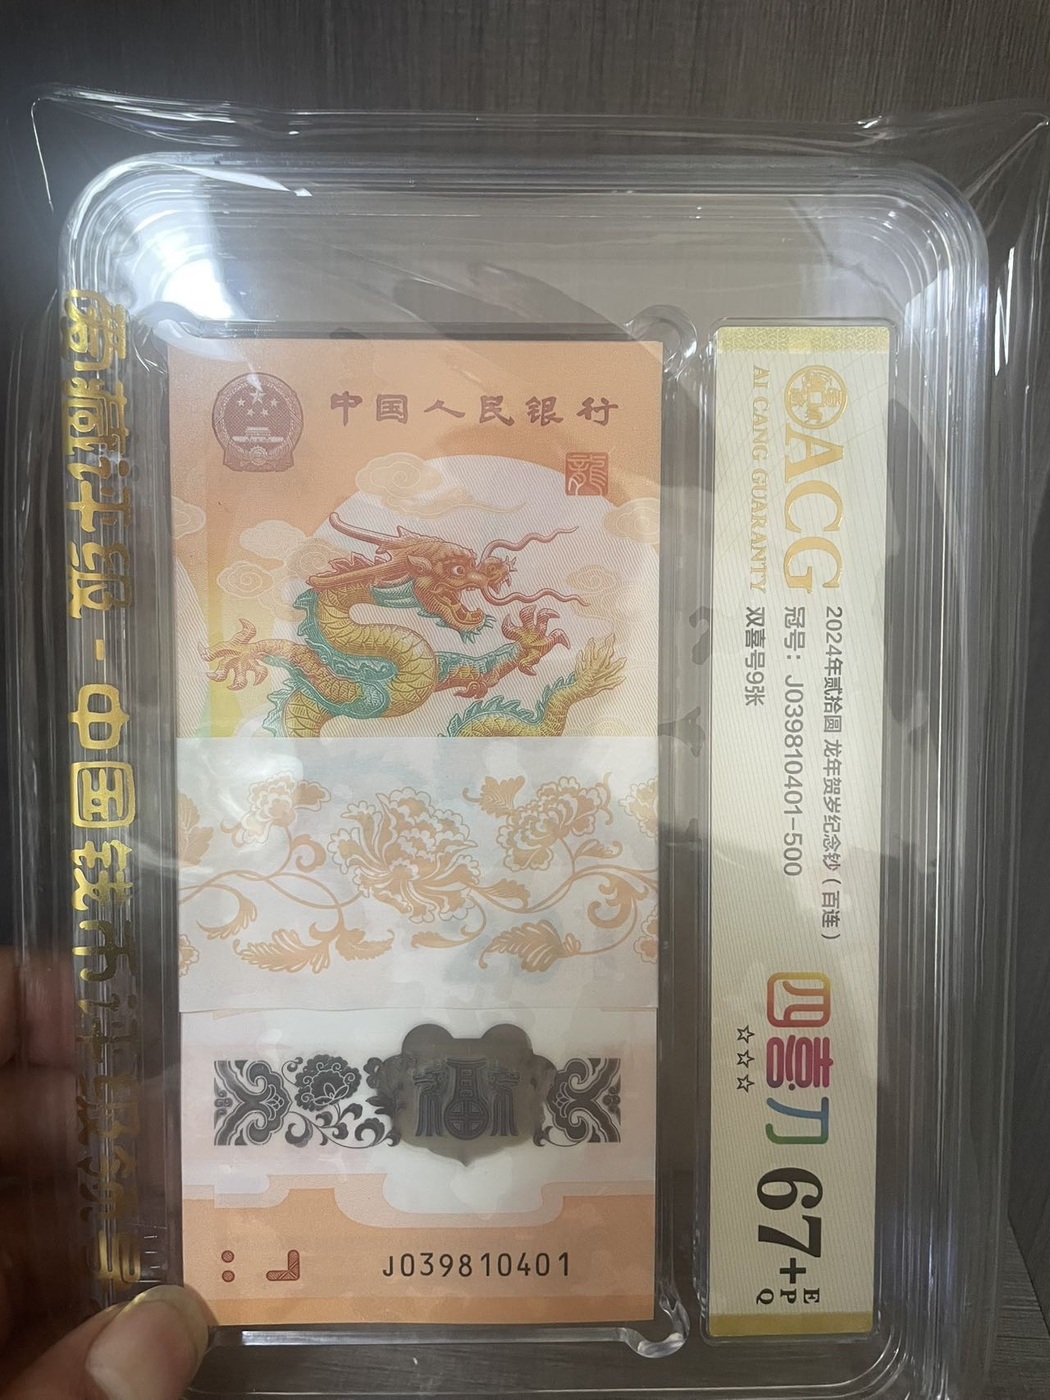 中国人民银行
龍
福
J039810401
ACG
AI CANG GUARANTY
2024年贰拾圆 龙年贺岁纪念钞（百连）
冠号：J039810401-500
双喜号9张
四喜刀
☆☆☆
67+
EPQ